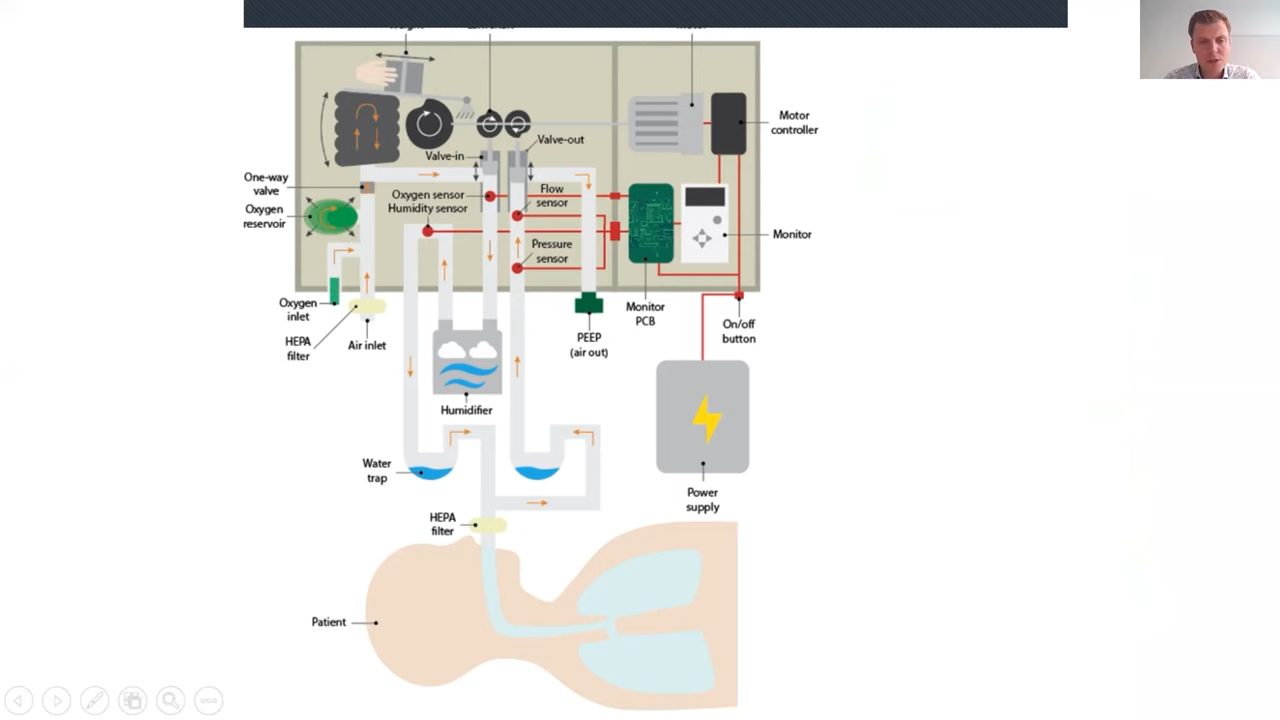 Motor
controller
Valve-out
Valve-in
One-way
valve
Oxygen
reservoir
Oxygen sensor
Humidity sensor
Flow
sensor
Monitor
Pressure
sensor
Oxygen
inlet
HEPA
filter
Air inlet
PEEP
(air out)
Monitor
PCB
On/off
button
Humidifier
Water
trap
Power
supply
HEPA
filter
Patient